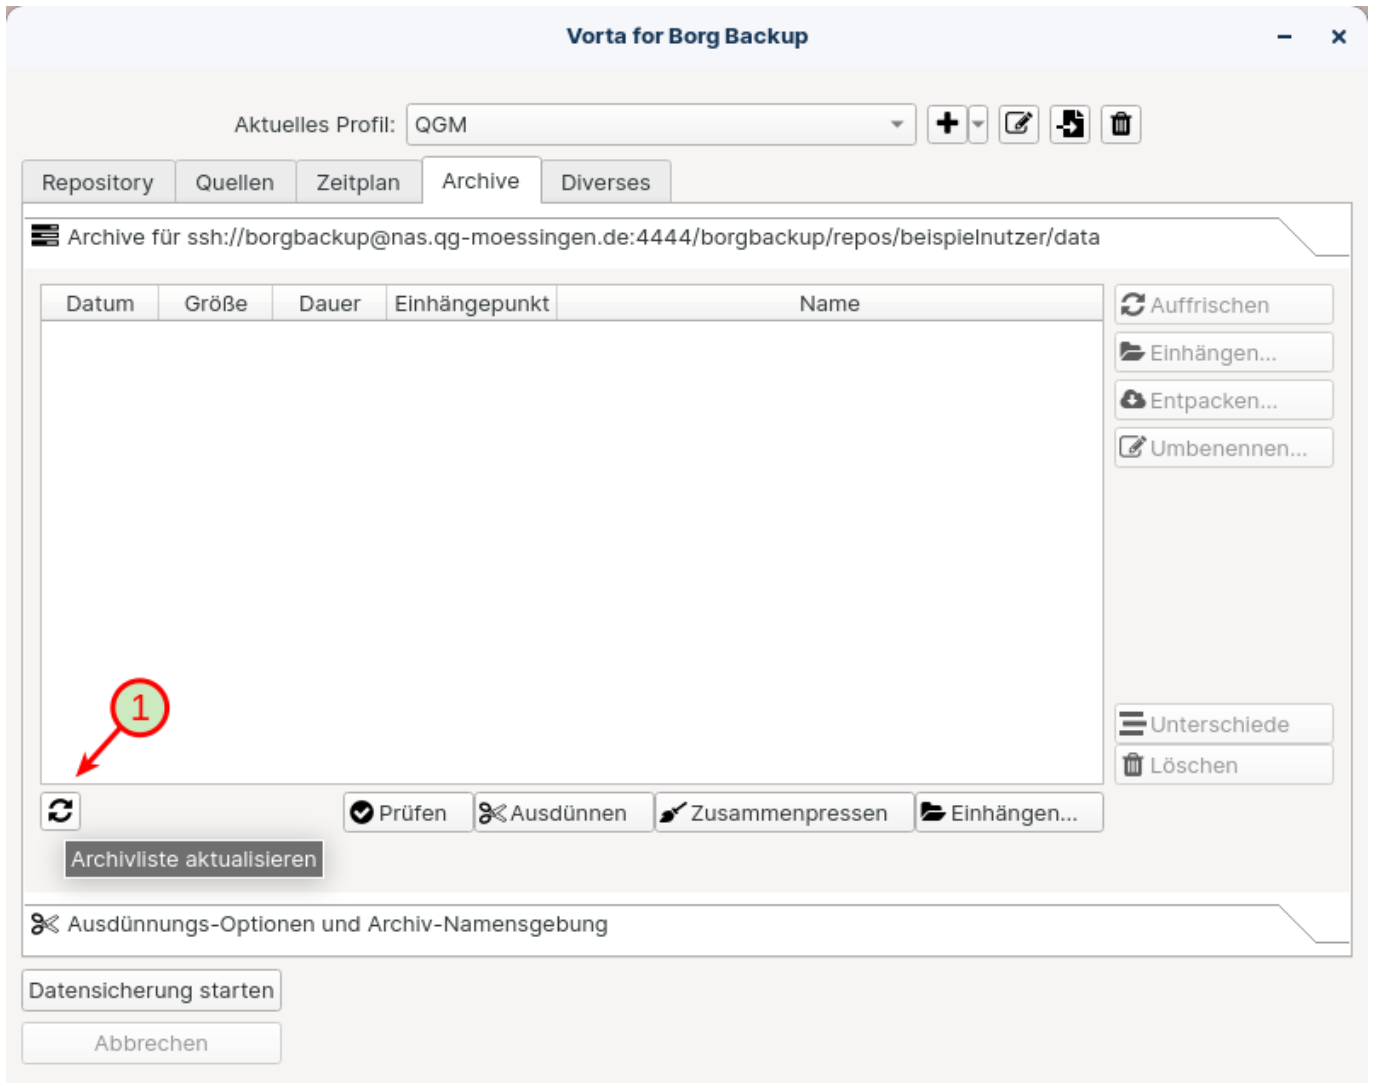 Vorta for Borg Backup
Aktuelles Profil: QGM
Repository Quellen Zeitplan Archive Diverses
Archive für ssh://borgbackup@nas.qg-moessingen.de:4444/borgbackup/repos/beispielnutzer/data
Datum Größe Dauer Einhängepunkt Name
Auffrischen
Einhängen...
Entpacken...
Umbenennen...
1
Unterschiede
Löschen
Prüfen Ausdünnen Zusammenpressen Einhängen...
Archivliste aktualisieren
Ausdünnungs-Optionen und Archiv-Namensgebung
Datensicherung starten
Abbrechen